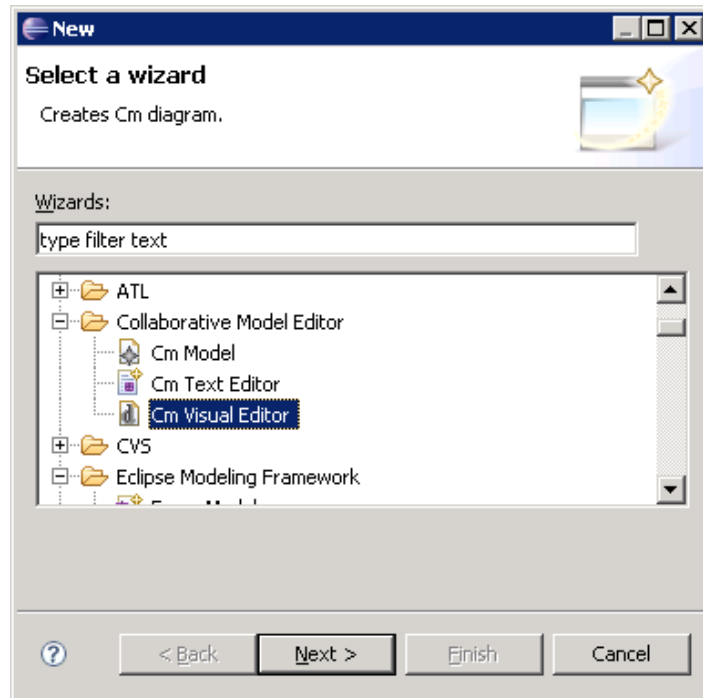 New
Select a wizard
Creates Cm diagram.
Wizards:
type filter text
ATL
Collaborative Model Editor
Cm Model
Cm Text Editor
Cm Visual Editor
CVS
Eclipse Modeling Framework
< Back
Next >
Finish
Cancel